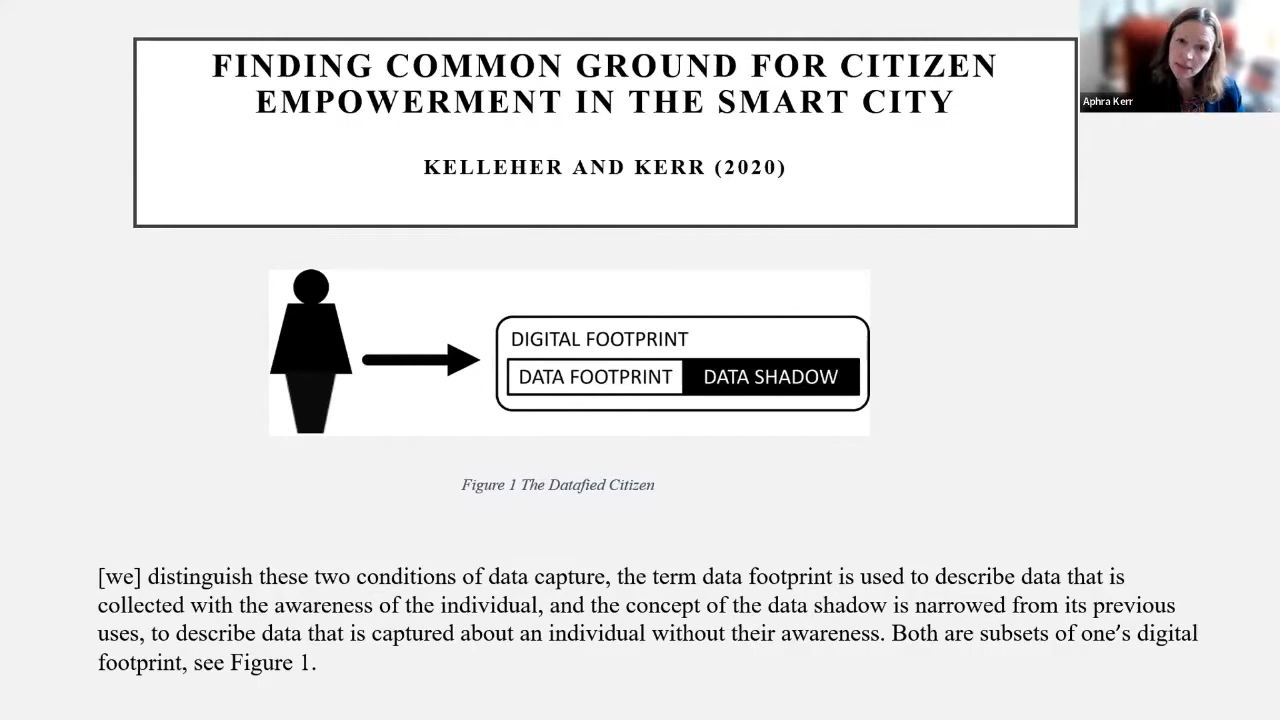 FINDING COMMON GROUND FOR CITIZEN
EMPOWERMENT IN THE SMART CITY
KELLEHER AND KERR (2020)
Aphra Kerr
DIGITAL FOOTPRINT
DATA FOOTPRINT DATA SHADOW
Figure 1 The Datafied Citizen
[we] distinguish these two conditions of data capture, the term data footprint is used to describe data that is
collected with the awareness of the individual, and the concept of the data shadow is narrowed from its previous
uses, to describe data that is captured about an individual without their awareness. Both are subsets of one’s digital
footprint, see Figure 1.